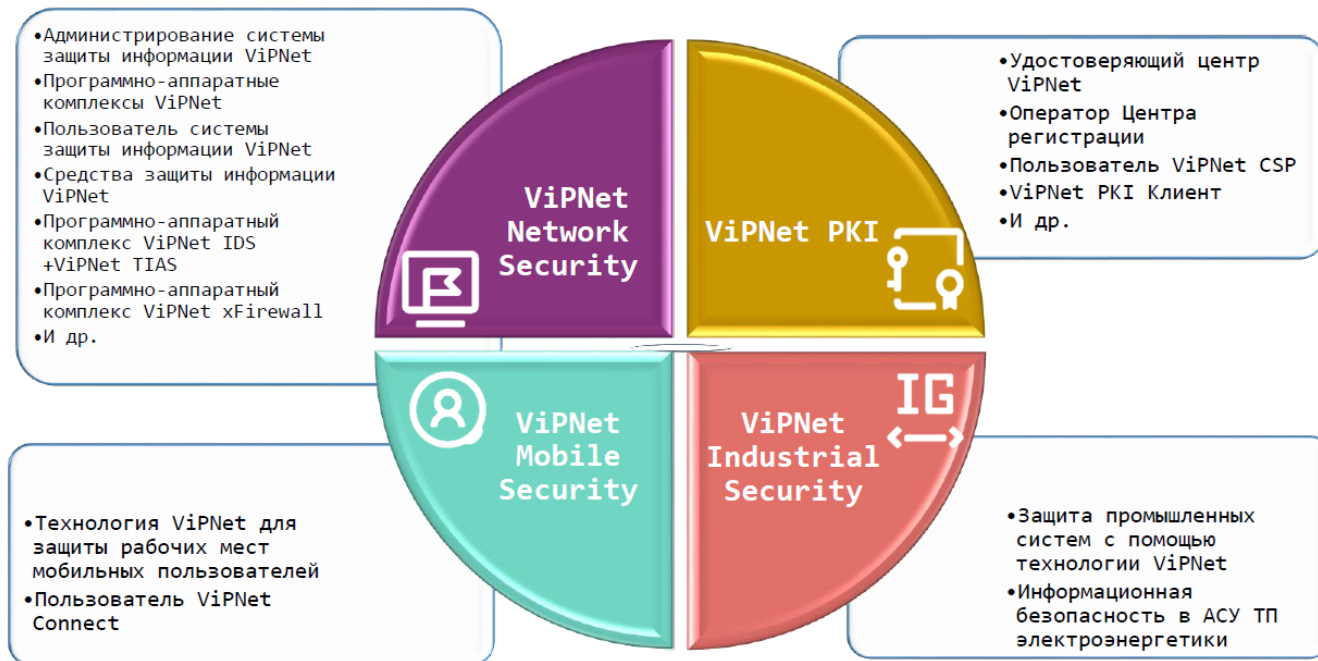 •Администрирование системы
защиты информации ViPNet
•Программно-аппаратные
комплексы ViPNet
•Пользователь системы
защиты информации ViPNet
•Средства защиты информации
ViPNet
•Программно-аппаратный
комплекс ViPNet IDS
+ViPNet TIAS
•Программно-аппаратный
комплекс ViPNet xFirewall
•И др.
ViPNet
Network
Security
ViPNet PKI
•Удостоверяющий центр
ViPNet
•Оператор Центра
регистрации
•Пользователь ViPNet CSP
•ViPNet PKI Клиент
•И др.
•Технология ViPNet для
защиты рабочих мест
мобильных пользователей
•Пользователь ViPNet
Connect
ViPNet
Mobile
Security
IG
ViPNet
Industrial
Security
•Защита промышленных
систем с помощью
технологии ViPNet
•Информационная
безопасность в АСУ ТП
электроэнергетики